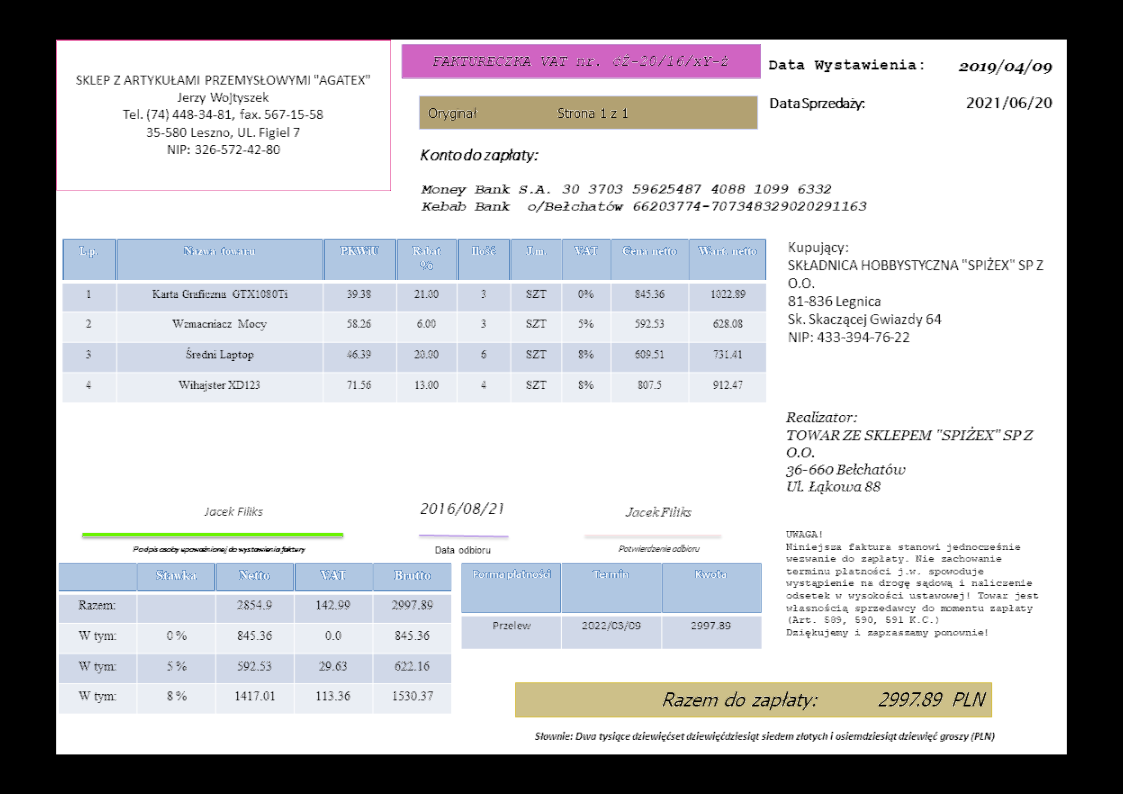 SKLEP Z ARTYKUŁAMI PRZEMYSŁOWYMI "AGATEX"
Jerzy Wojtyszek
Tel. (74) 448-34-81, fax. 567-15-58
35-580 Leszno, UL. Figiel 7
NIP: 326-572-42-80
FAKTURECZKA VAT nr. cZ-20/16/xY-ż
Orygnał Strona 1 z 1
Data Wystawienia: 2019/04/09
Data Sprzedaży: 2021/06/20
Konto do zapłaty:
Money Bank S.A. 30 3703 59625487 4088 1099 6332
Kebab Bank o/Bełchatów 66203774-707348329020291163
Lp. Nazwa towaru PKWiU Rabat % Ilość J.m. VAT Cena netto Wart. netto
1 Karta Graficzna GTX1080Ti 39.38 21.00 3 SZT 0% 845.36 1022.89
2 Wzmacniacz Mocy 58.26 6.00 3 SZT 5% 592.53 628.08
3 Średni Laptop 46.39 20.00 6 SZT 8% 609.51 731.41
4 Wihajster XD123 71.56 13.00 4 SZT 8% 807.5 912.47
Kupujący:
SKŁADNICA HOBBYSTYCZNA "SPIŻEX" SP Z
O.O.
81-836 Legnica
Sk. Skaczącej Gwiazdy 64
NIP: 433-394-76-22
Realizator:
TOWAR ZE SKLEPEM "SPIŻEX" SP Z
O.O.
36-660 Bełchatów
Ul. Łąkowa 88
Jacek Filiks 2016/08/21 Jacek Filiks
Podpis osoby upoważnionej do wystawienia faktury Data odbioru Potwierdzenie odbioru
UWAGA!
Niniejsza faktura stanowi jednocześnie
wezwanie do zapłaty. Nie zachowanie
terminu płatności j.w. spowoduje
wystąpienie na drogę sądową i naliczenie
odsetek w wysokości ustawowej! Towar jest
własnością sprzedawcy do momentu zapłaty
(Art. 589, 590, 591 K.C.)
Dziękujemy i zapraszamy ponownie!
Stawka Netto VAT Brutto
Razem: 2854.9 142.99 2997.89
W tym: 0 % 845.36 0.0 845.36
W tym: 5 % 592.53 29.63 622.16
W tym: 8 % 1417.01 113.36 1530.37
Forma płatności Termin Kwota
Przelew 2022/03/09 2997.89
Razem do zapłaty: 2997.89 PLN
Słownie: Dwa tysiące dziewięćset dziewięćdziesiąt siedem złotych i osiemdziesiąt dziewięć groszy (PLN)